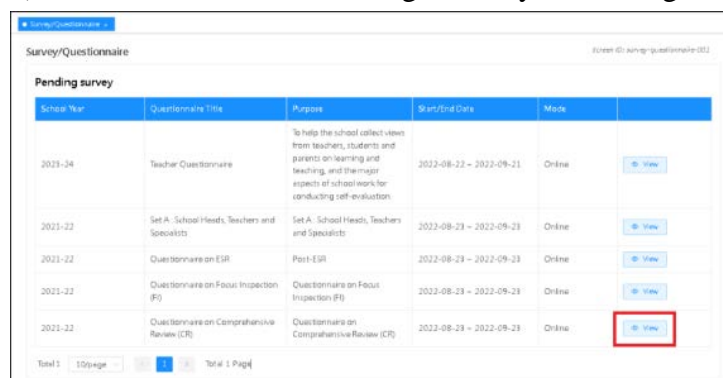 Survey/Questionnaire
Survey/Questionnaire
Screen ID: survey-questionnaire-001
Pending survey
School Year Questionnaire Title Purpose Start/End Date Mode
To help the school collect views
from teachers, students and
parents on learning and
2023-24 Teacher Questionnaire teaching, and the major 2022-08-22 ~ 2022-09-21 Online View
aspects of school work for
conducting self-evaluation
2021-22 Set A: School Heads, Teachers and Set A: School Heads, Teachers 2022-08-23 ~ 2022-09-23 Online View
Specialists and Specialists
2021-22 Questionnaire on ESR Post-ESR 2022-08-23 ~ 2022-09-23 Online View
2021-22 Questionnaire on Focus Inspection Questionnaire on Focus 2022-08-23 ~ 2022-09-23 Online View
(FI) Inspection (FI)
2021-22 Questionnaire on Comprehensive Questionnaire on 2022-08-23 ~ 2022-09-23 Online View
Review (CR) Comprehensive Review (CR)
Total 1 10/page 1 Total 1 Page